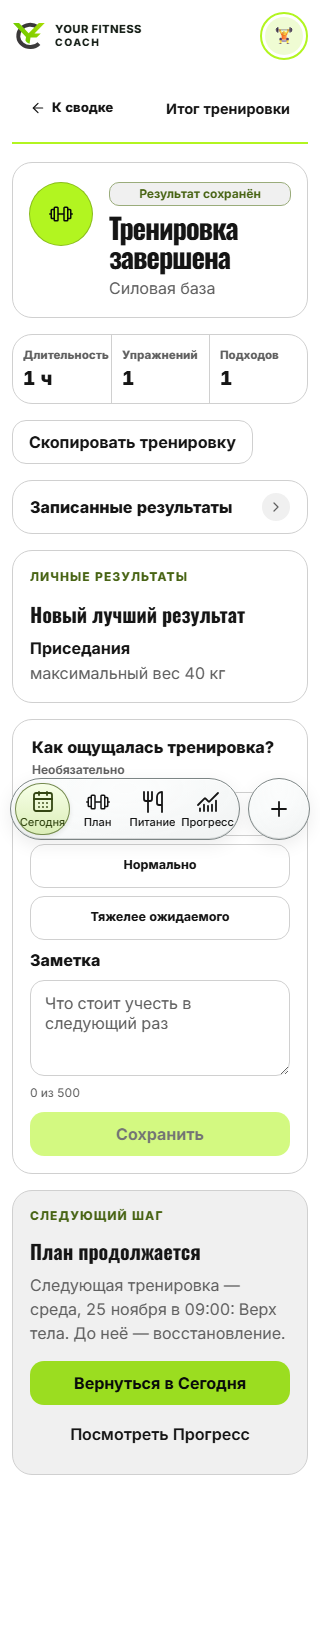 YOUR FITNESS
COACH
← К сводке
Итог тренировки
Результат сохранён
Тренировка
завершена
Силовая база
Длительность
1 ч
Упражнений
1
Подходов
1
Скопировать тренировку
Записанные результаты
ЛИЧНЫЕ РЕЗУЛЬТАТЫ
Новый лучший результат
Приседания
максимальный вес 40 кг
Как ощущалась тренировка?
Необязательно
Сегодня
План
Питание
Прогресс
Нормально
Тяжелее ожидаемого
Заметка
Что стоит учесть в
следующий раз
0 из 500
Сохранить
СЛЕДУЮЩИЙ ШАГ
План продолжается
Следующая тренировка —
среда, 25 ноября в 09:00: Верх
тела. До неё — восстановление.
Вернуться в Сегодня
Посмотреть Прогресс